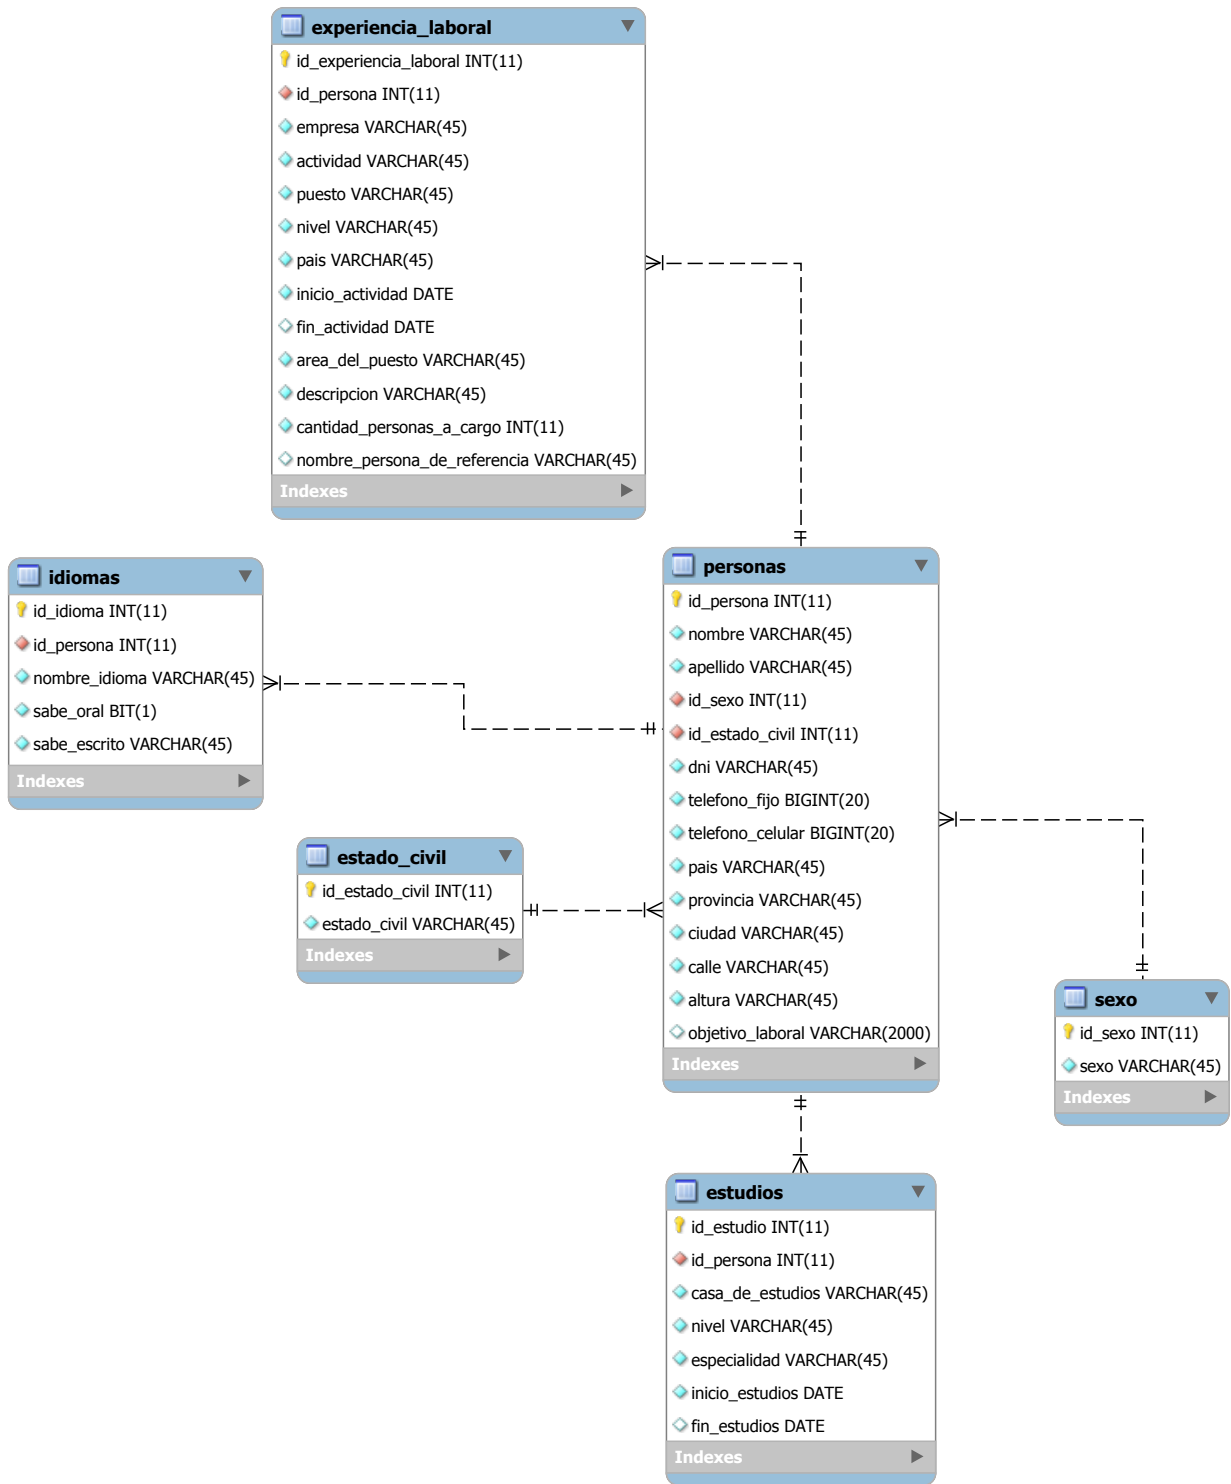 experiencia_laboral
id_experiencia_laboral INT(11)
id_persona INT(11)
empresa VARCHAR(45)
actividad VARCHAR(45)
puesto VARCHAR(45)
nivel VARCHAR(45)
pais VARCHAR(45)
inicio_actividad DATE
fin_actividad DATE
area_del_puesto VARCHAR(45)
descripcion VARCHAR(45)
cantidad_personas_a_cargo INT(11)
nombre_persona_de_referencia VARCHAR(45)
Indexes
idiomas
id_idioma INT(11)
id_persona INT(11)
nombre_idioma VARCHAR(45)
sabe_oral BIT(1)
sabe_escrito VARCHAR(45)
Indexes
personas
id_persona INT(11)
nombre VARCHAR(45)
apellido VARCHAR(45)
id_sexo INT(11)
id_estado_civil INT(11)
dni VARCHAR(45)
telefono_fijo BIGINT(20)
telefono_celular BIGINT(20)
pais VARCHAR(45)
provincia VARCHAR(45)
ciudad VARCHAR(45)
calle VARCHAR(45)
altura VARCHAR(45)
objetivo_laboral VARCHAR(2000)
Indexes
estado_civil
id_estado_civil INT(11)
estado_civil VARCHAR(45)
Indexes
sexo
id_sexo INT(11)
sexo VARCHAR(45)
Indexes
estudios
id_estudio INT(11)
id_persona INT(11)
casa_de_estudios VARCHAR(45)
nivel VARCHAR(45)
especialidad VARCHAR(45)
inicio_estudios DATE
fin_estudios DATE
Indexes